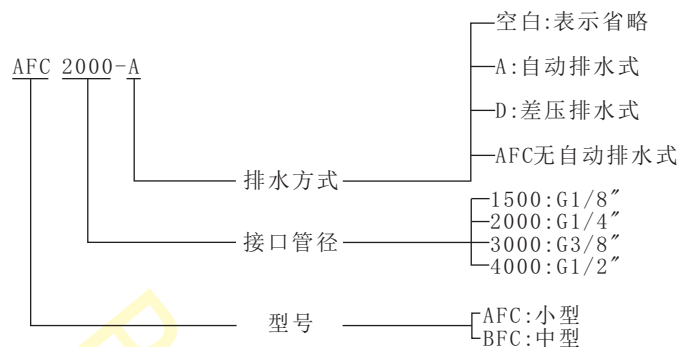 空白:表示省略
AFC 2000-A
A:自动排水式
D:差压排水式
AFC无自动排水式
排水方式
1500:G1/8″
2000:G1/4″
接口管径
3000:G3/8″
4000:G1/2″
型号
AFC:小型
BFC:中型